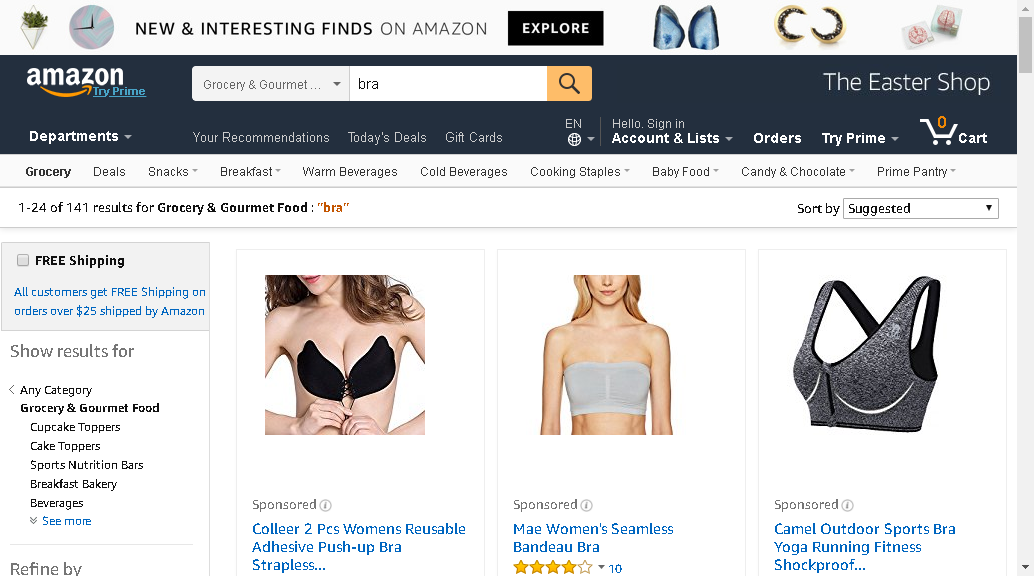 NEW & INTERESTING FINDS ON AMAZON EXPLORE
amazon
Try Prime
Grocery & Gourmet ... bra
The Easter Shop
Departments
Your Recommendations Today's Deals Gift Cards
EN
Hello. Sign in
Account & Lists
Orders
Try Prime
0
Cart
Grocery Deals Snacks Breakfast Warm Beverages Cold Beverages Cooking Staples Baby Food Candy & Chocolate Prime Pantry
1-24 of 141 results for Grocery & Gourmet Food : "bra"
Sort by Suggested
FREE Shipping
All customers get FREE Shipping on
orders over $25 shipped by Amazon
Show results for
Any Category
Grocery & Gourmet Food
Cupcake Toppers
Cake Toppers
Sports Nutrition Bars
Breakfast Bakery
Beverages
See more
Refine by
Sponsored
Colleer 2 Pcs Womens Reusable
Adhesive Push-up Bra
Strapless...
Sponsored
Mae Women's Seamless
Bandeau Bra
10
Sponsored
Camel Outdoor Sports Bra
Yoga Running Fitness
Shockproof...